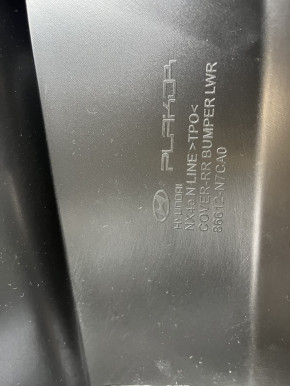 PLAKOR
HYUNDAI
NX4A N LINE >TPO<
COVER-RR BUMPER LWR
86612-N7CA0